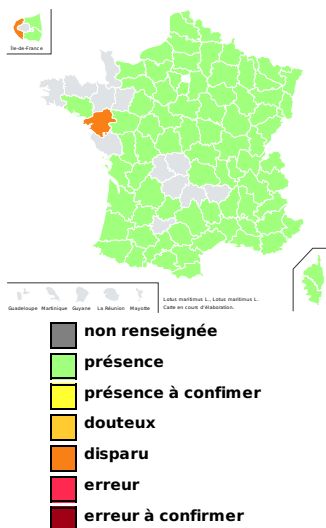 Île-de-France
Guadeloupe Martinique Guyane La Réunion Mayotte
Lotus maritimus L., Lotus maritimus L.
Carte en cours d'élaboration.
non renseignée
présence
présence à confimer
douteux
disparu
erreur
erreur à confirmer